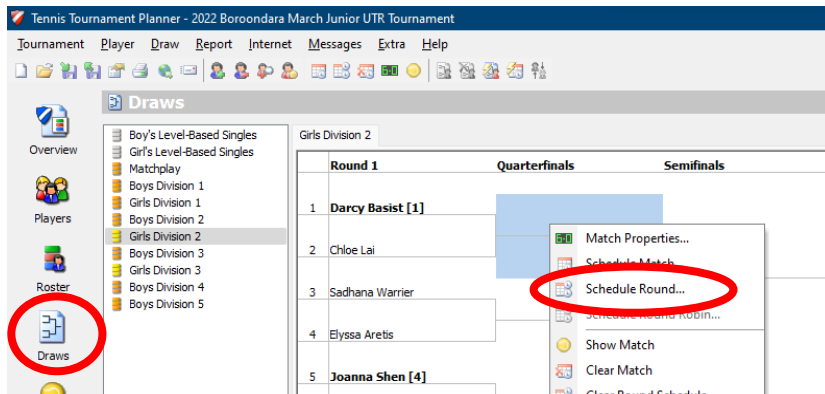 Tennis Tournament Planner - 2022 Boroondara March Junior UTR Tournament
Tournament Player Draw Report Internet Messages Extra Help
Draws
Overview
Players
Roster
Draws
Boy's Level-Based Singles
Girl's Level-Based Singles
Matchplay
Boys Division 1
Girls Division 1
Boys Division 2
Girls Division 2
Boys Division 3
Girls Division 3
Boys Division 4
Boys Division 5
Girls Division 2
Round 1 Quarterfinals Semifinals
1 Darcy Basist [1]
2 Chloe Lai
3 Sadhana Warrier
4 Elyssa Aretis
5 Joanna Shen [4]
Match Properties...
Schedule Match...
Schedule Round...
Schedule Round Robin...
Show Match
Clear Match
Clear Round Schedule